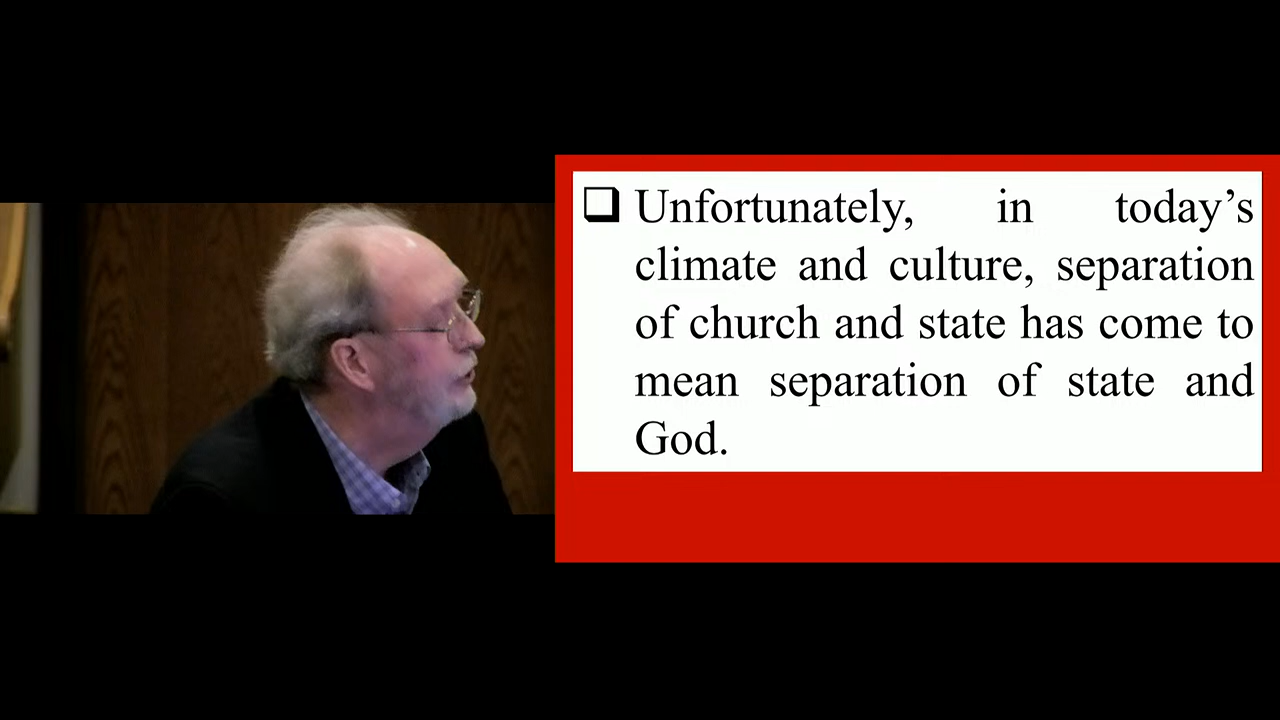 ❑ Unfortunately, in today’s
climate and culture, separation
of church and state has come to
mean separation of state and
God.